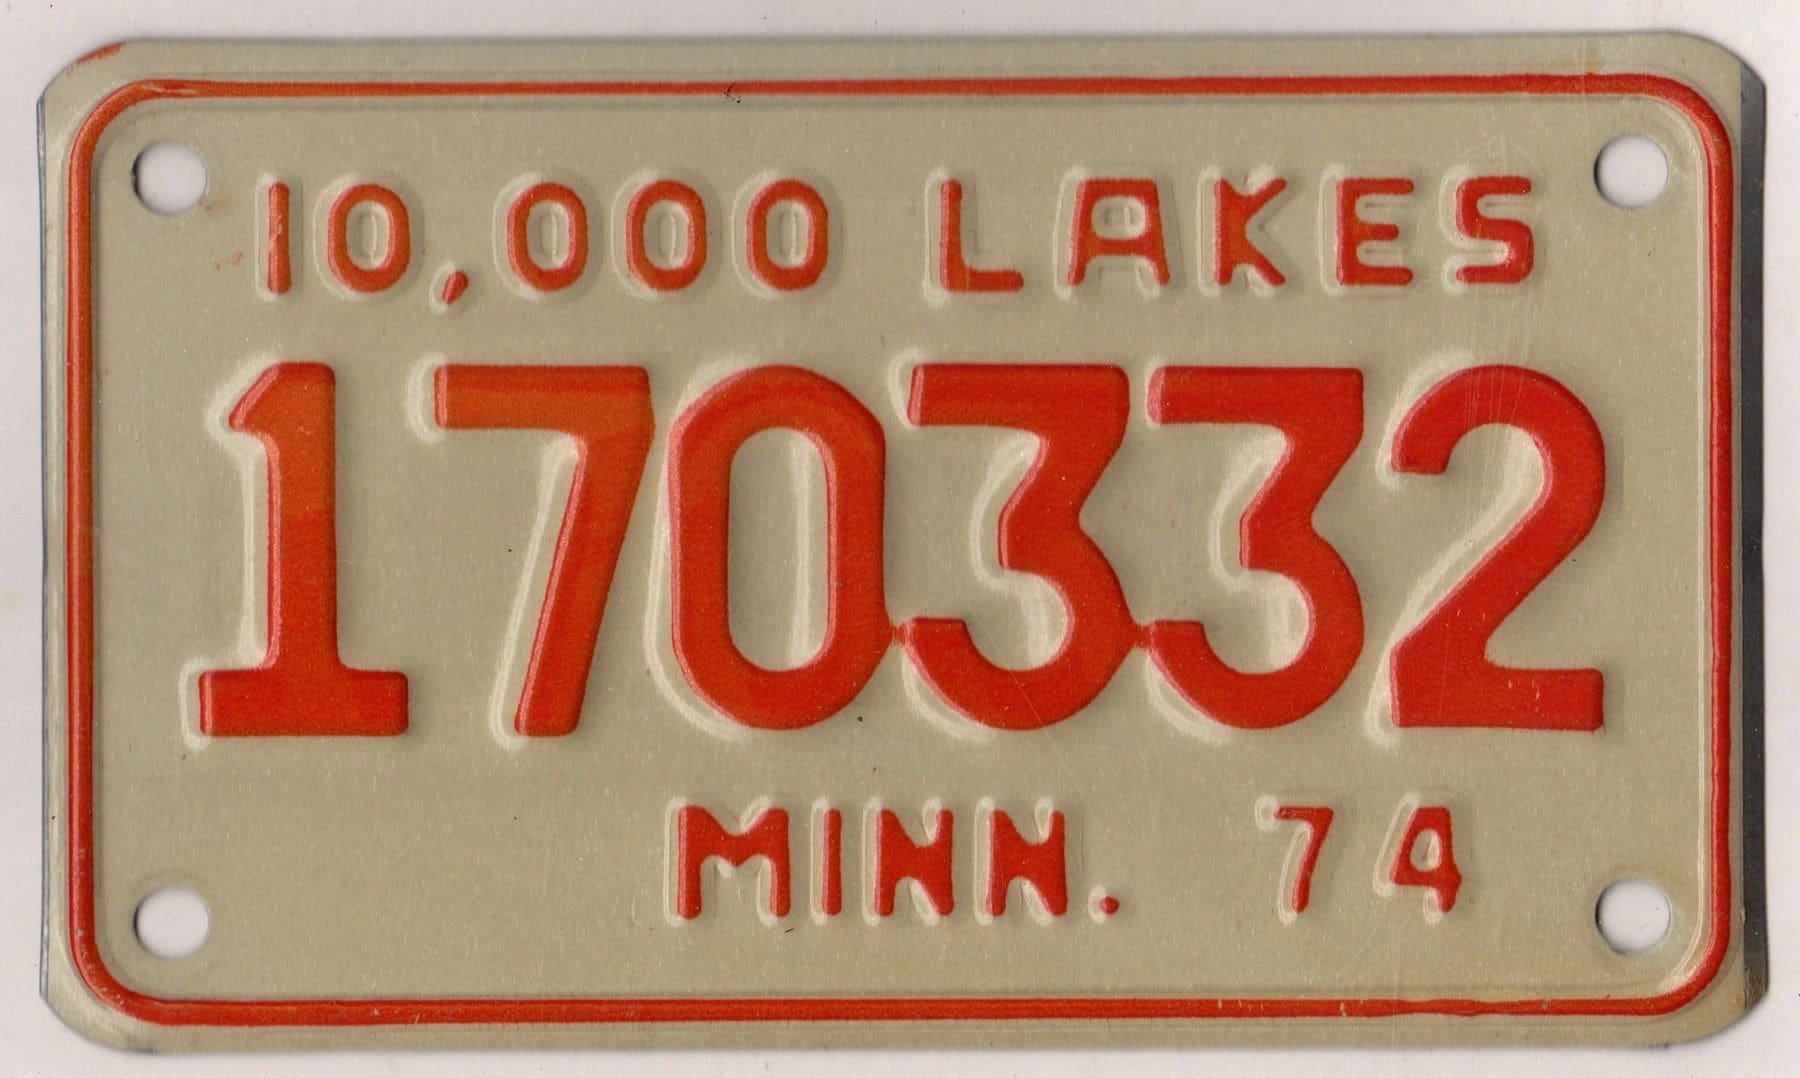 10,000 LAKES
170332
MINN. 74